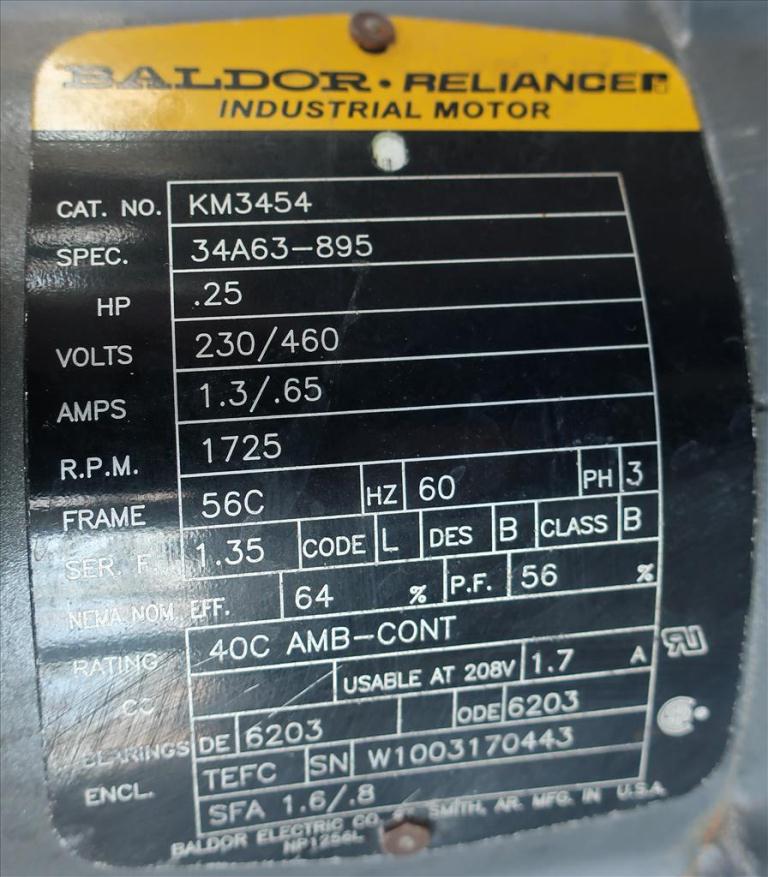 BALDOR • RELIANCE
INDUSTRIAL MOTOR
CAT. NO. KM3454
SPEC. 34A63-895
HP .25
VOLTS 230/460
AMPS 1.3/.65
R.P.M. 1725
FRAME 56C HZ 60 PH 3
SER. F. 1.35 CODE L DES B CLASS B
NEMA NOM. EFF. 64 % P.F. 56 %
RATING 40C AMB-CONT
CC USABLE AT 208V 1.7 A
BEARINGS DE 6203 ODE 6203
ENCL. TEFC SN W1003170443
SFA 1.6/.8
BALDOR ELECTRIC CO. SMITH, AR. MFG. IN U.S.A.
NP1256L